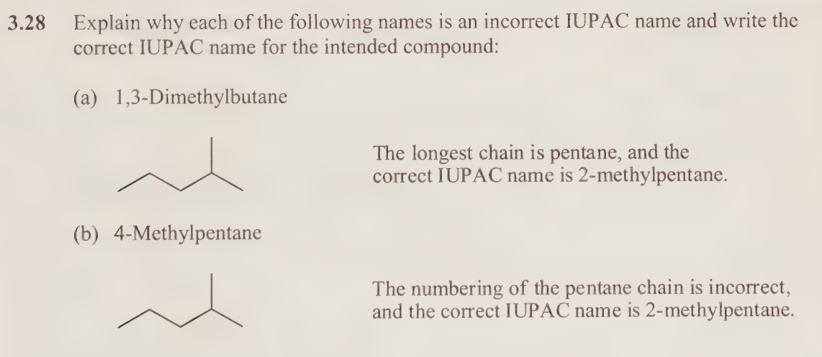 3.28 Explain why each of the following names is an incorrect IUPAC name and write the
correct IUPAC name for the intended compound:
(a) 1,3-Dimethylbutane
The longest chain is pentane, and the
correct IUPAC name is 2-methylpentane.
(b) 4-Methylpentane
The numbering of the pentane chain is incorrect,
and the correct IUPAC name is 2-methylpentane.